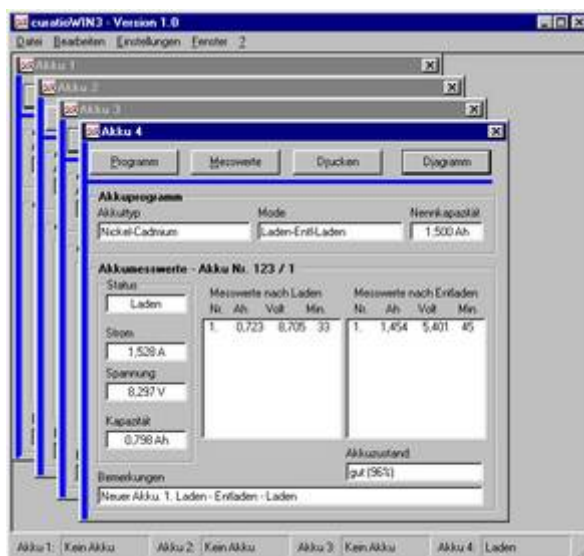 curatioWIN3 - Version 1.0
Datei Bearbeiten Einstellungen Fenster ?
Akku 1
Akku 2
Akku 3
Akku 4
Programm Messwerte Drucken Diagramm
Akkuprogramm
Akkuttyp Mode Nennkapazität
Nickel-Cadmium Laden-Entl-Laden 1,500 Ah
Akkumesswerte - Akku Nr. 123 / 1
Status Messwerte nach Laden Messwerte nach Entladen
Laden Nr. Ah Volt Min. Nr. Ah Volt Min.
1. 0,723 8,705 33 1. 1,454 5,401 45
Strom
1,528 A
Spannung
8,297 V
Kapazität
0,798 Ah
Akkuzustand
gut (96%)
Bemerkungen
Neuer Akku. 1. Laden - Entladen - Laden
Akku 1: Kein Akku Akku 2: Kein Akku Akku 3: Kein Akku Akku 4: Laden